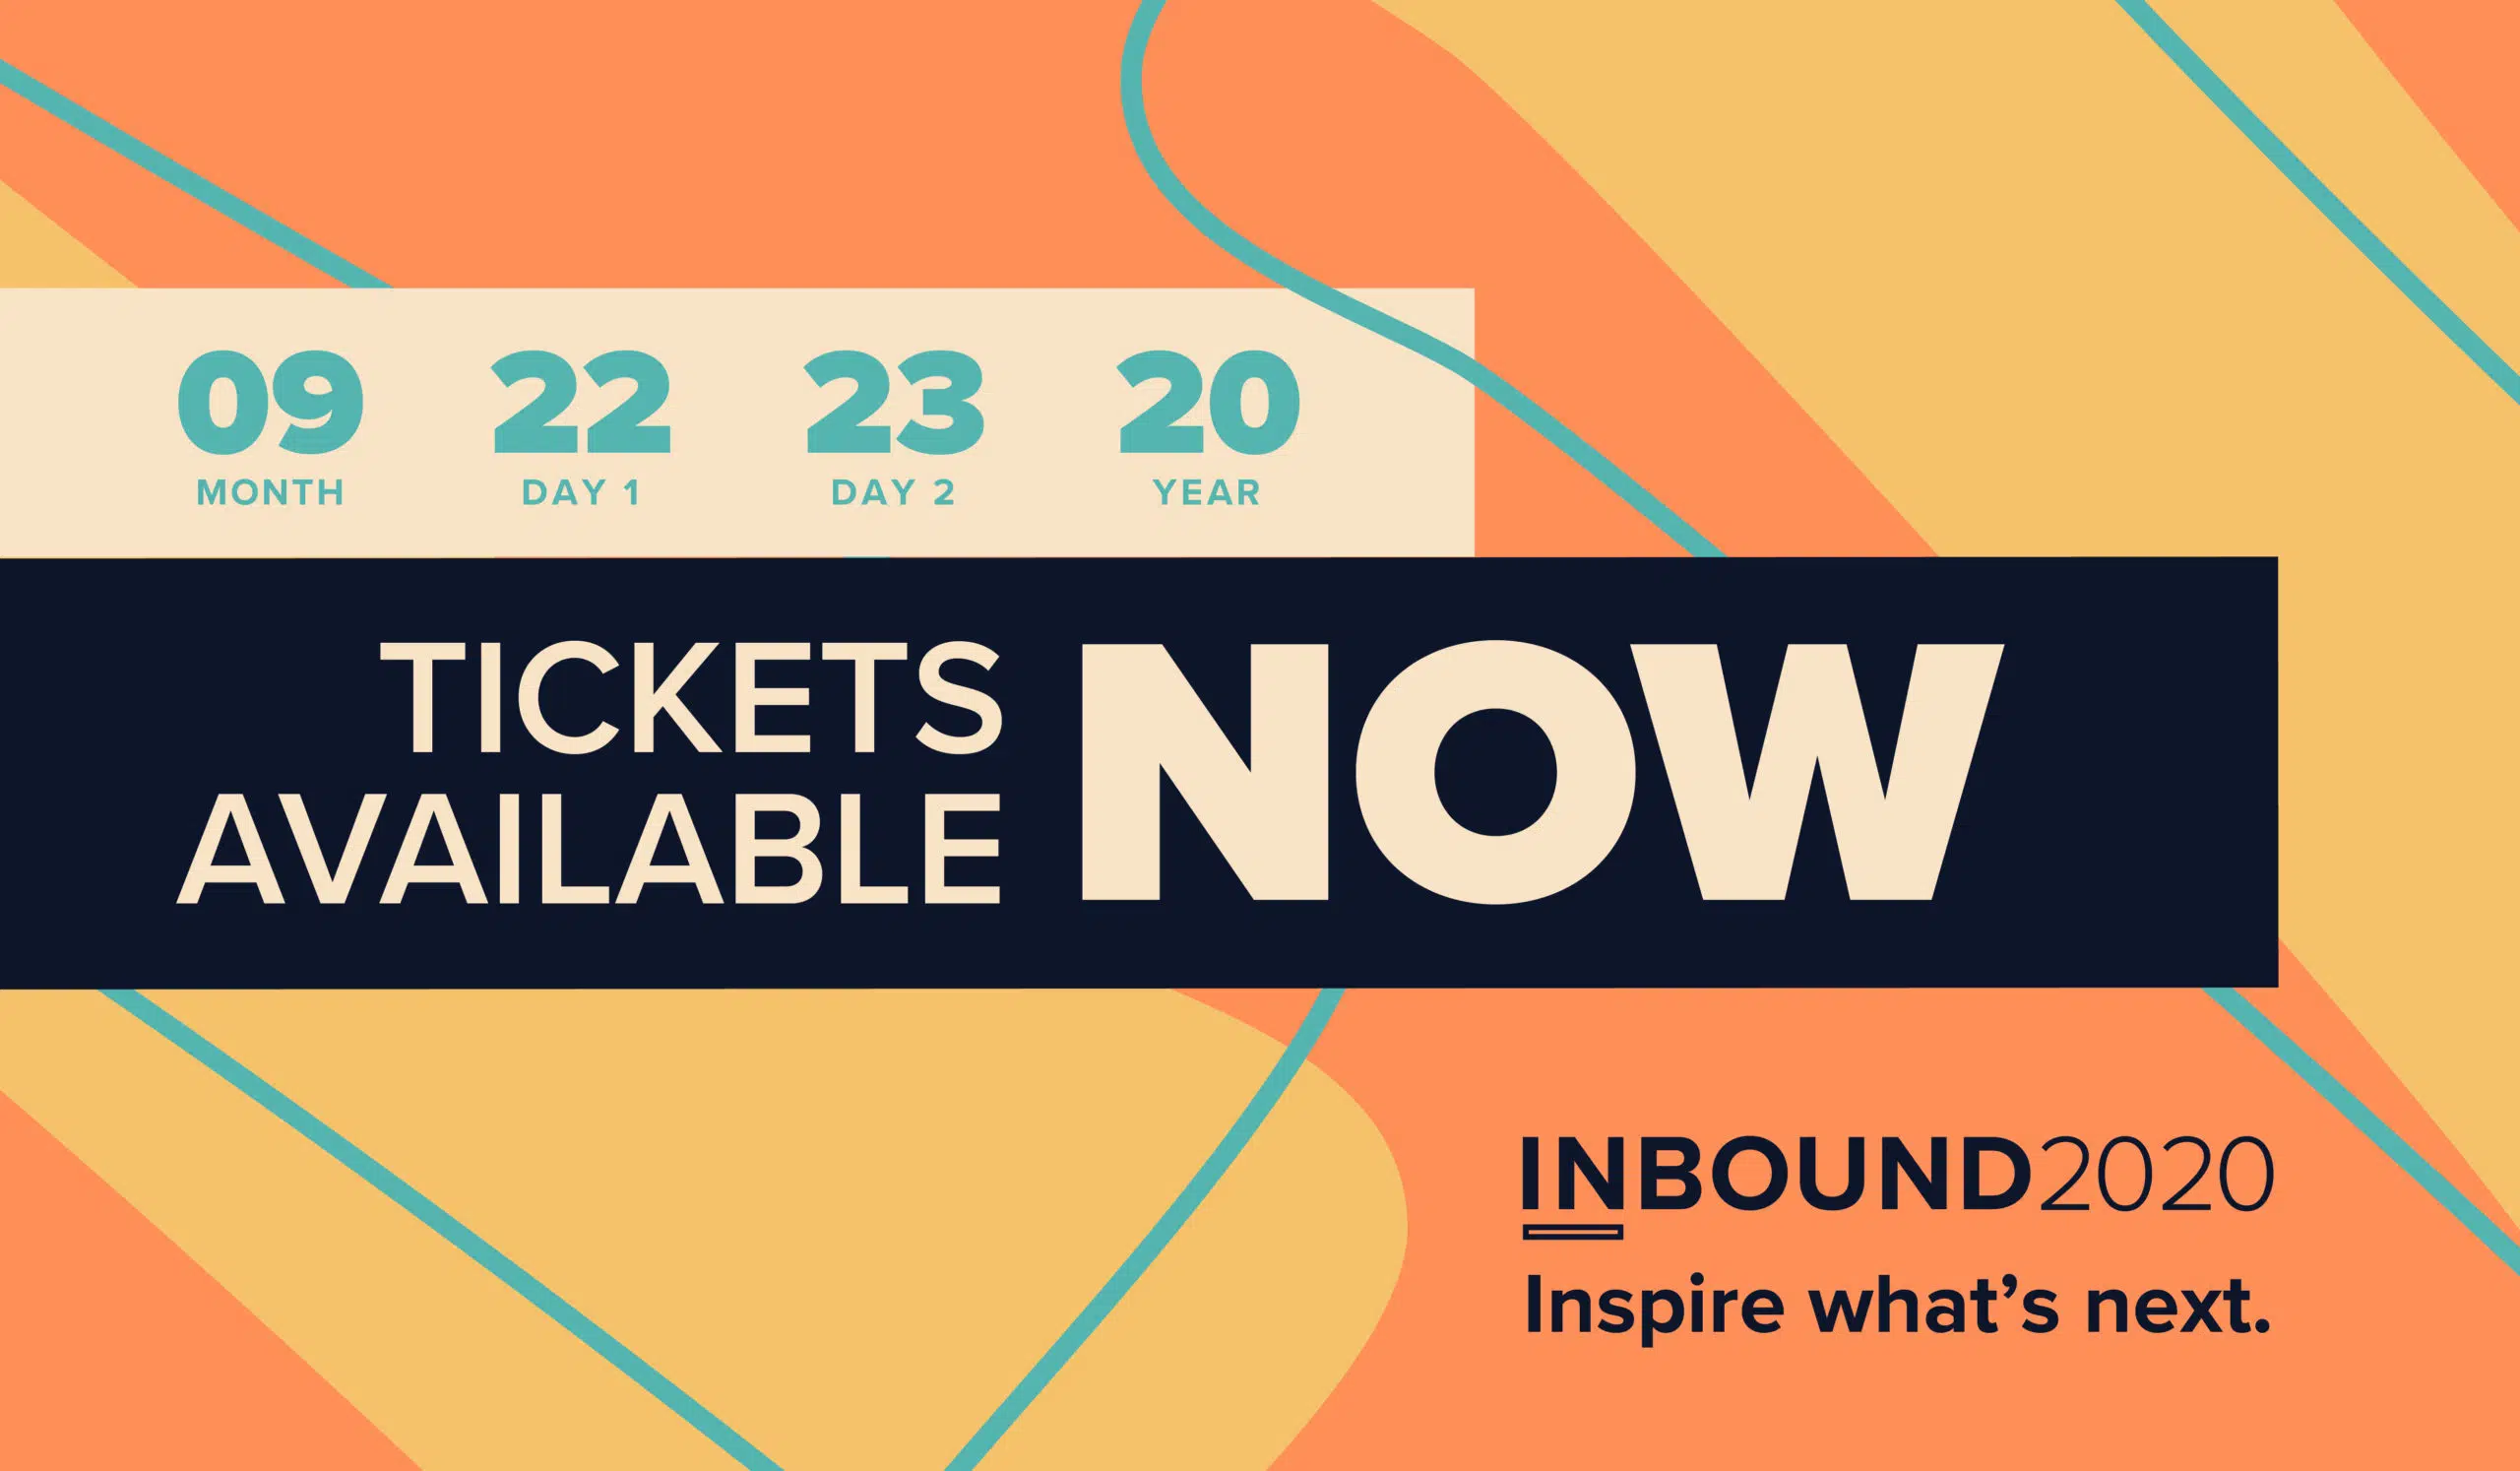 09 22 23 20
MONTH DAY 1 DAY 2 YEAR
TICKETS
AVAILABLE
NOW
INBOUND2020
Inspire what’s next.